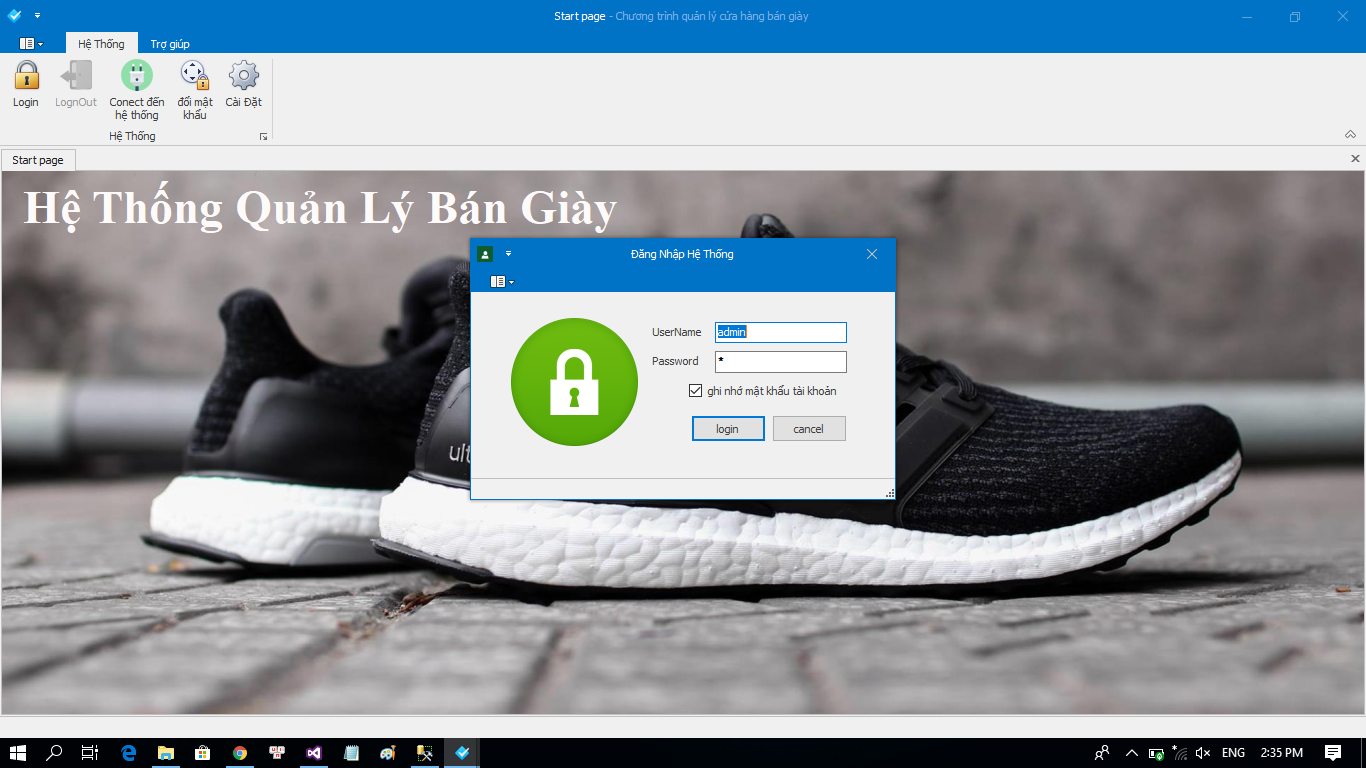 Start page - Chương trình quản lý cửa hàng bán giày
Hệ Thống Trợ giúp
Login LognOut Conect đến hệ thống đổi mật khẩu Cài Đặt
Hệ Thống
Start page
Hệ Thống Quản Lý Bán Giày
Đăng Nhập Hệ Thống
UserName admin
Password *
ghi nhớ mật khẩu tài khoản
login cancel
ult
ENG 2:35 PM